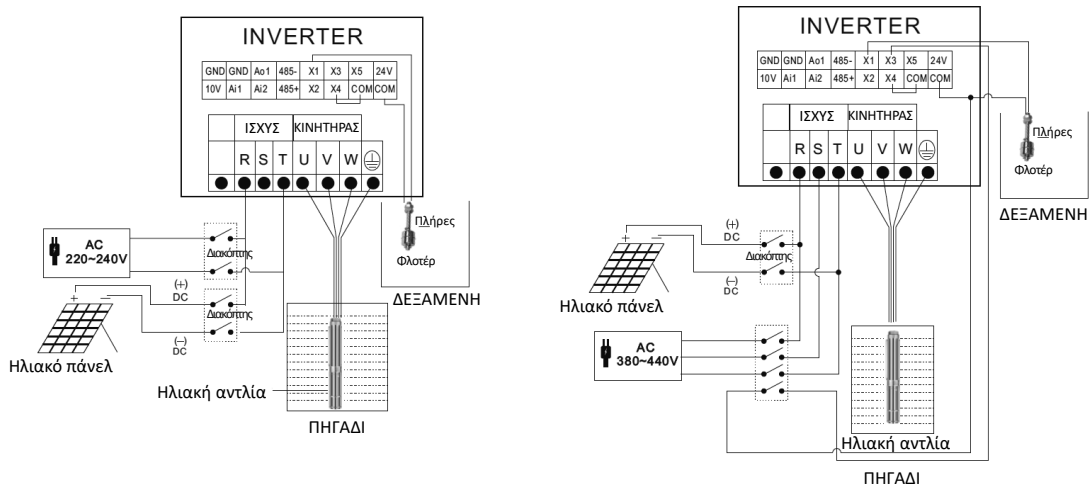 INVERTER
GND GND Ao1 485- X1 X3 X5 24V
10V Ai1 Ai2 485+ X2 X4 COM COM
ΙΣΧΥΣ ΚΙΝΗΤΗΡΑΣ
R S T U V W
Πλήρες
Φλοτέρ
ΔΕΞΑΜΕΝΗ
AC
220~240V
Διακόπτης
(+)
DC
Διακόπτης
+ –
(–)
DC
Ηλιακό πάνελ
Ηλιακή αντλία
ΠΗΓΑΔΙ
INVERTER
GND GND Ao1 485- X1 X3 X5 24V
10V Ai1 Ai2 485+ X2 X4 COM COM
ΙΣΧΥΣ ΚΙΝΗΤΗΡΑΣ
R S T U V W
Πλήρες
Φλοτέρ
ΔΕΞΑΜΕΝΗ
(+)
DC
+ –
Διακόπτης
(–)
DC
Ηλιακό πάνελ
AC
380~440V
Ηλιακή αντλία
ΠΗΓΑΔΙ